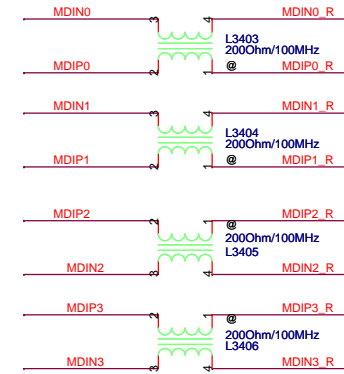 MDIN0 3 4 MDIN0_R
L3403
200Ohm/100MHz
MDIP0 2 1 @ MDIP0_R
MDIN1 3 4 MDIN1_R
L3404
200Ohm/100MHz
MDIP1 2 1 @ MDIP1_R
MDIP2 2 1 MDIP2_R
@
200Ohm/100MHz
L3405
MDIN2 3 4 MDIN2_R
MDIP3 2 1 MDIP3_R
@
200Ohm/100MHz
L3406
MDIN3 3 4 MDIN3_R